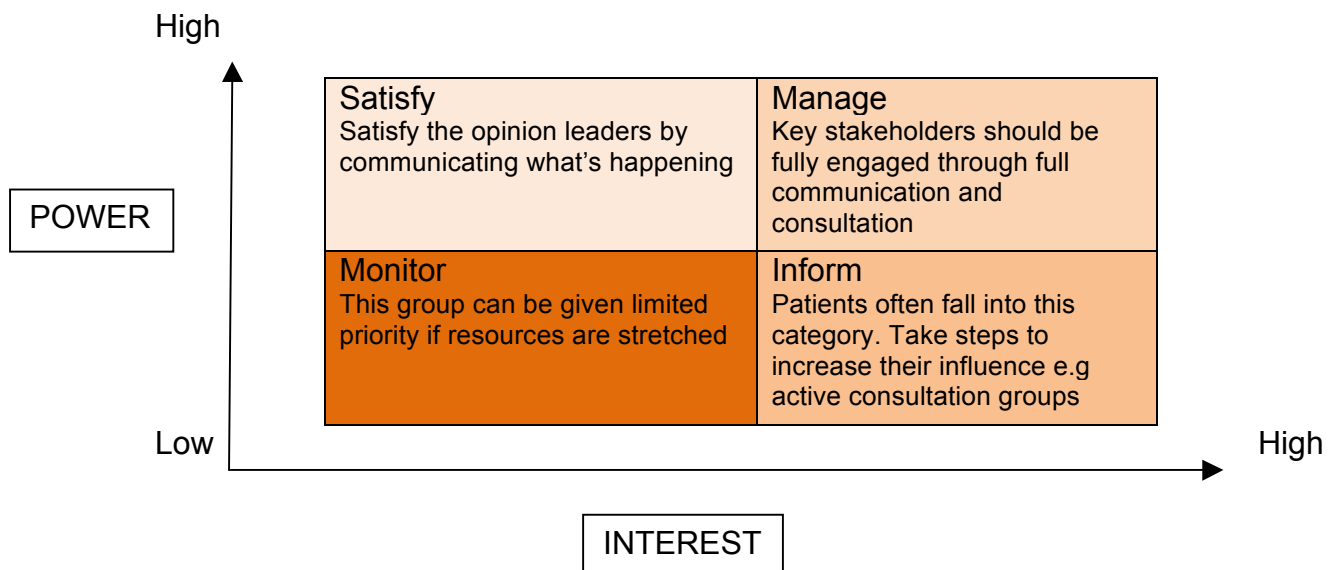 High
Satisfy
Satisfy the opinion leaders by
communicating what’s happening
Manage
Key stakeholders should be
fully engaged through full
communication and
consultation
POWER
Monitor
This group can be given limited
priority if resources are stretched
Inform
Patients often fall into this
category. Take steps to
increase their influence e.g
active consultation groups
Low
High
INTEREST